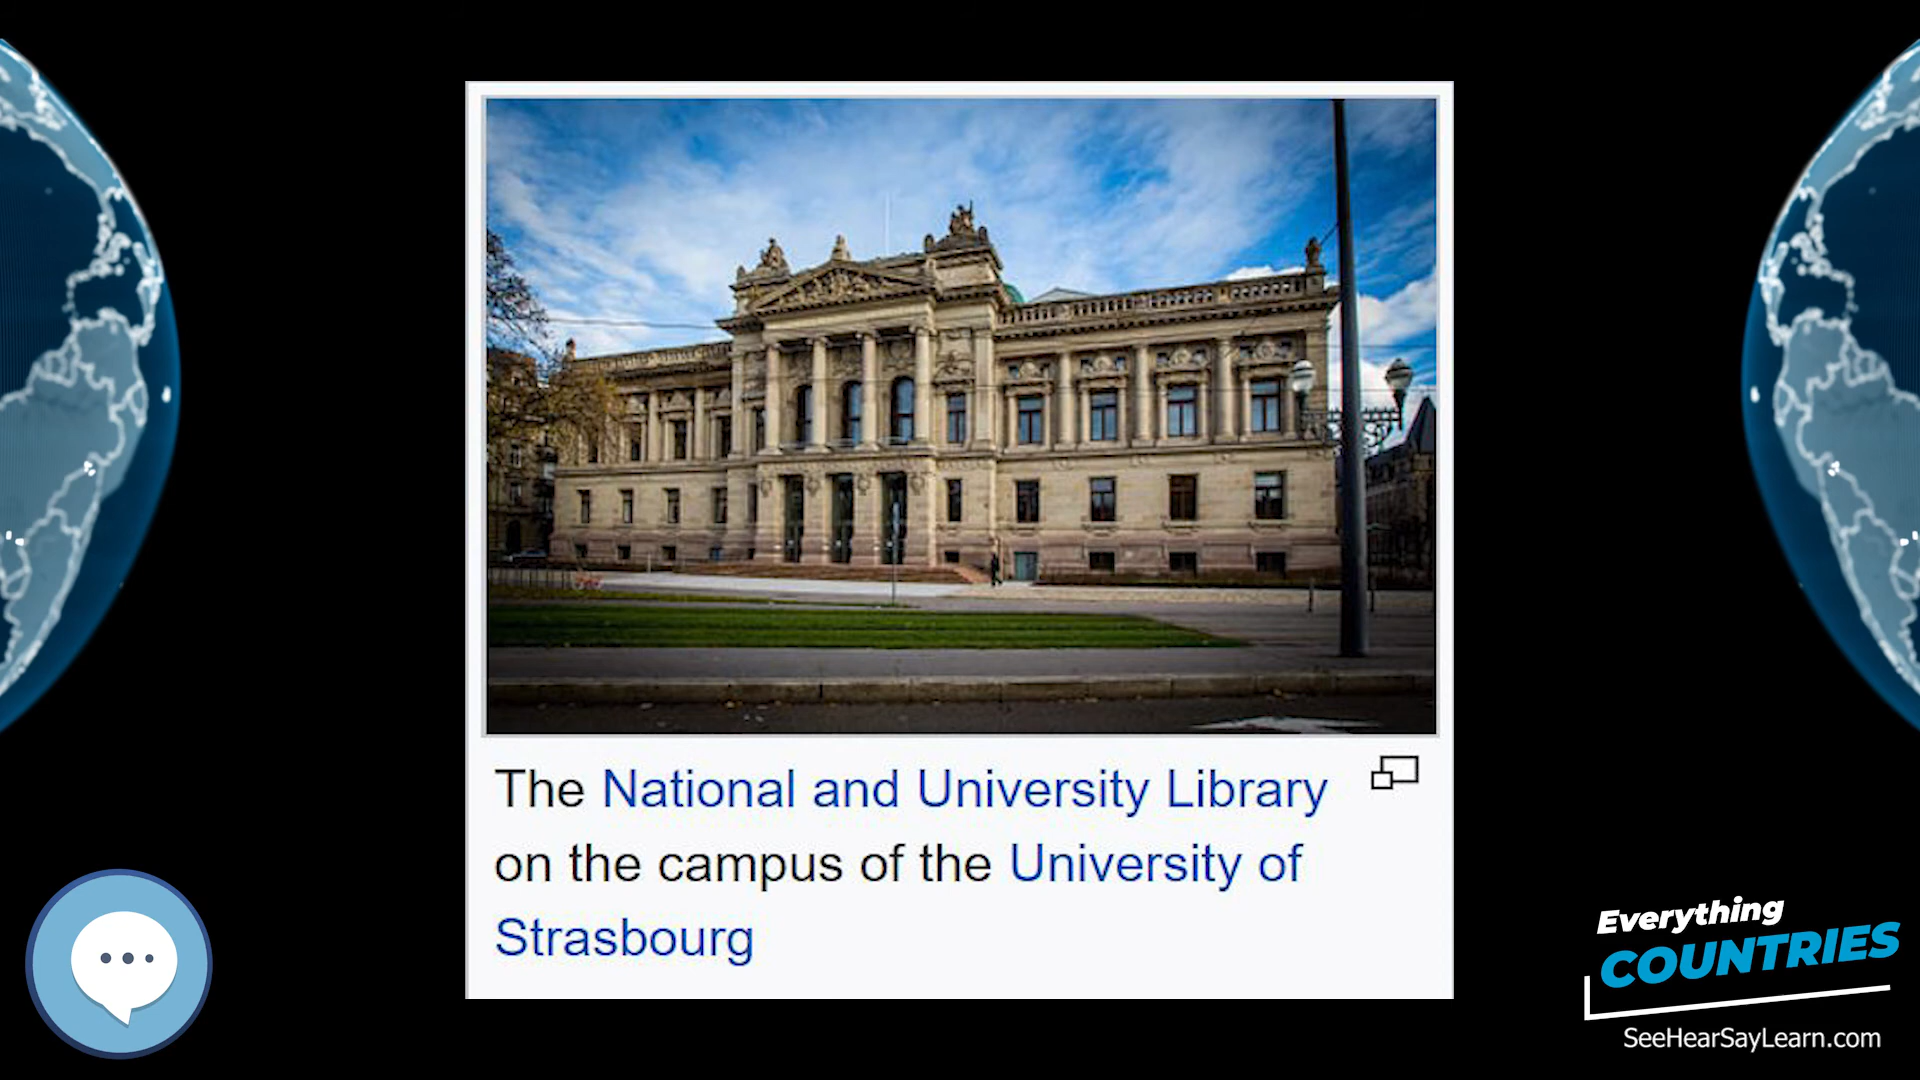 The National and University Library
on the campus of the University of
Strasbourg
Everything
COUNTRIES
SeeHearSayLearn.com